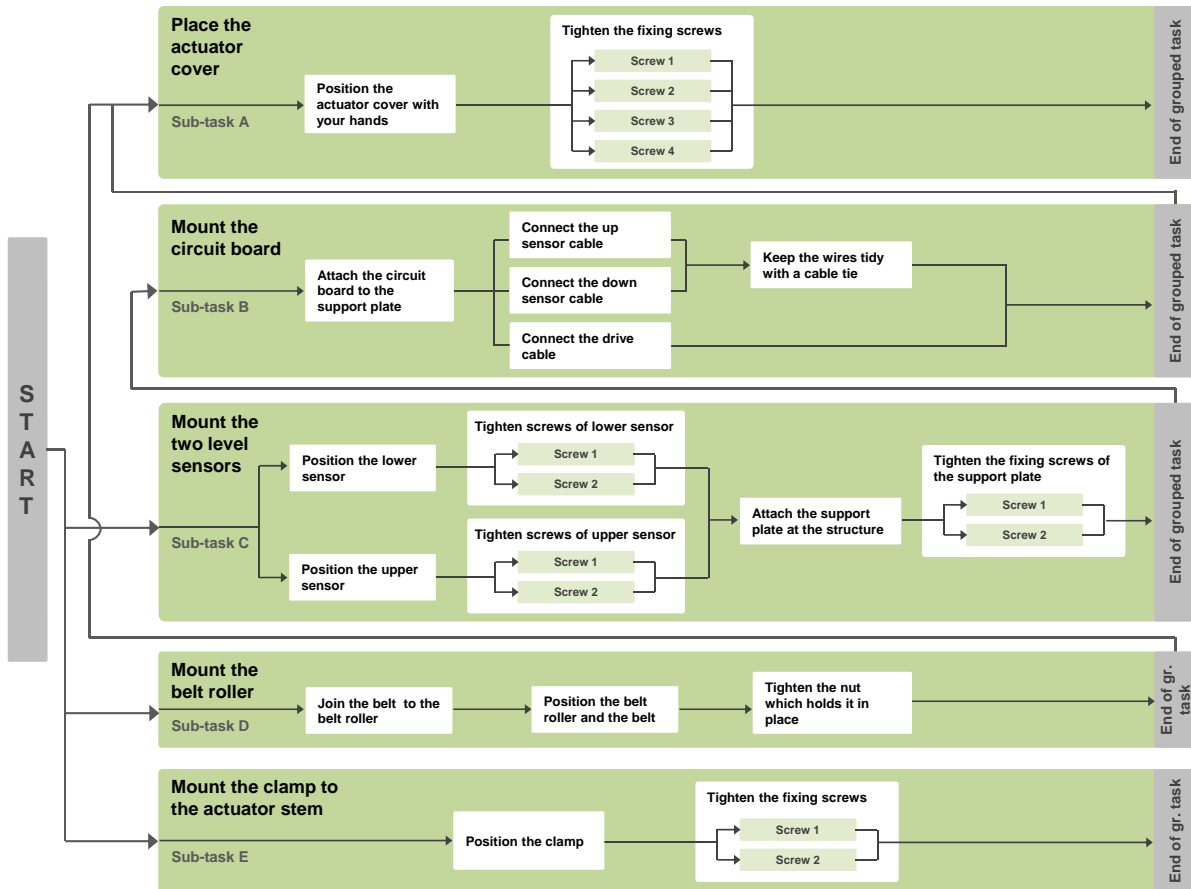 START
Place the
actuator
cover
Sub-task A
Position the
actuator cover with
your hands
Tighten the fixing screws
Screw 1
Screw 2
Screw 3
Screw 4
End of grouped task
Mount the
circuit board
Sub-task B
Attach the circuit
board to the
support plate
Connect the up
sensor cable
Connect the down
sensor cable
Connect the drive
cable
Keep the wires tidy
with a cable tie
End of grouped task
Mount the
two level
sensors
Sub-task C
Position the lower
sensor
Tighten screws of lower sensor
Screw 1
Screw 2
Position the upper
sensor
Tighten screws of upper sensor
Screw 1
Screw 2
Attach the support
plate at the structure
Tighten the fixing screws of
the support plate
Screw 1
Screw 2
End of grouped task
Mount the
belt roller
Sub-task D
Join the belt to the
belt roller
Position the belt
roller and the belt
Tighten the nut
which holds it in
place
End of gr.
task
Mount the clamp to
the actuator stem
Sub-task E
Position the clamp
Tighten the fixing screws
Screw 1
Screw 2
End of gr. task